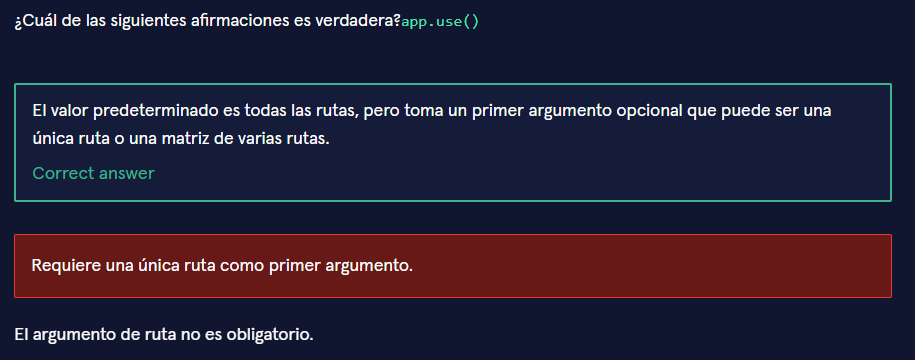 ¿Cuál de las siguientes afirmaciones es verdadera?app.use()
El valor predeterminado es todas las rutas, pero toma un primer argumento opcional que puede ser una
única ruta o una matriz de varias rutas.
Correct answer
Requiere una única ruta como primer argumento.
El argumento de ruta no es obligatorio.